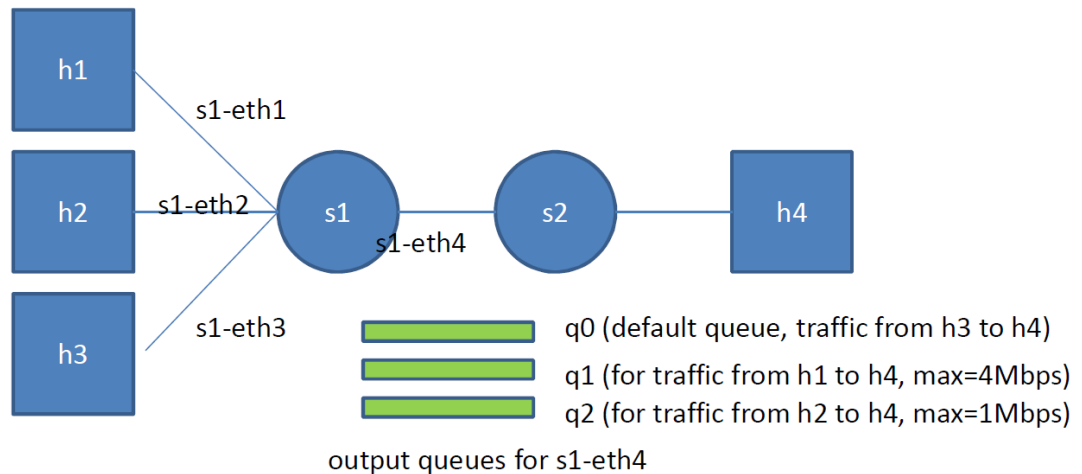 h1
s1-eth1
h2
s1-eth2
s1
s2
h4
s1-eth4
s1-eth3
h3
q0 (default queue, traffic from h3 to h4)
q1 (for traffic from h1 to h4, max=4Mbps)
q2 (for traffic from h2 to h4, max=1Mbps)
output queues for s1-eth4